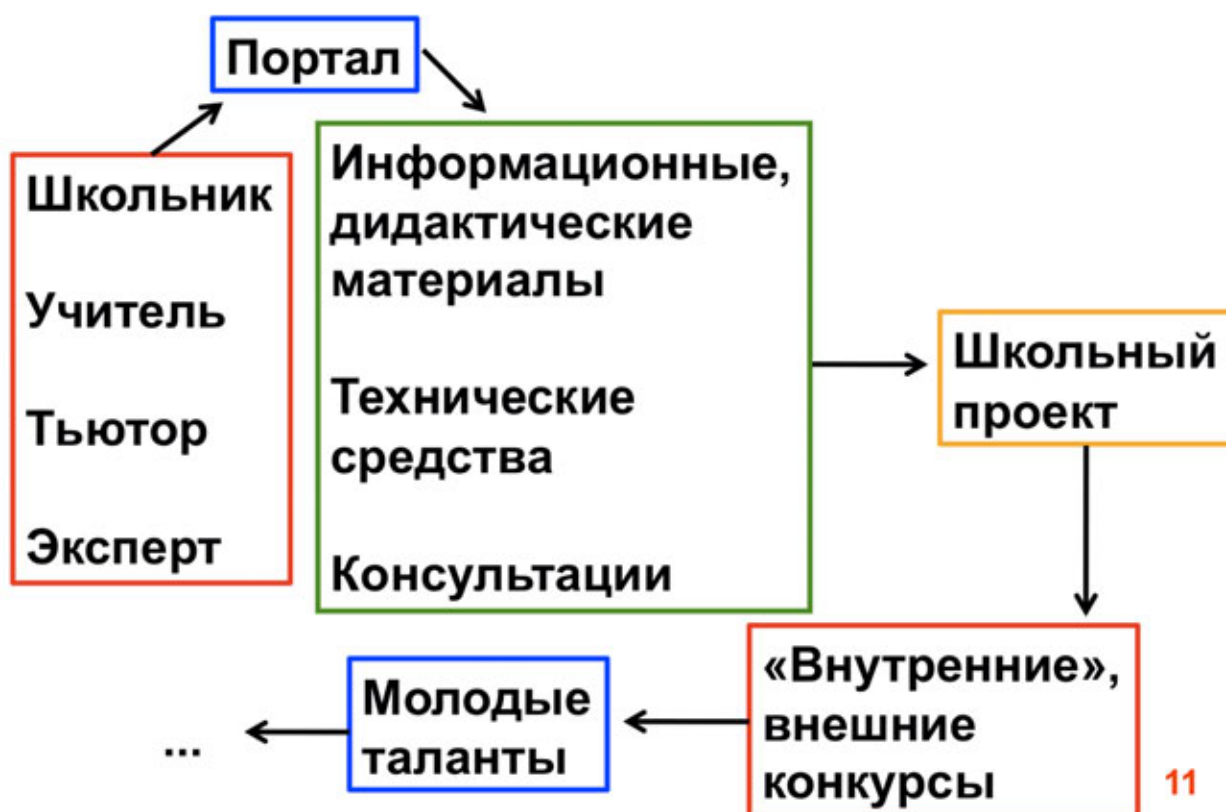 Портал
Школьник
Учитель
Тьютор
Эксперт
Информационные,
дидактические
материалы
Технические
средства
Консультации
Школьный
проект
«Внутренние»,
внешние
конкурсы
Молодые
таланты
...
11